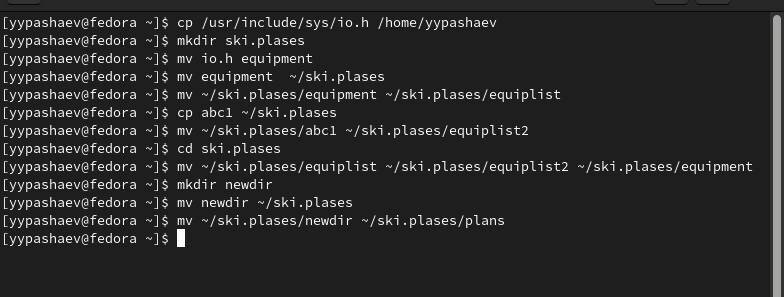 [yypashaev@fedora ~]$ cp /usr/include/sys/io.h /home/yypashaev
[yypashaev@fedora ~]$ mkdir ski.plases
[yypashaev@fedora ~]$ mv io.h equipment
[yypashaev@fedora ~]$ mv equipment  ~/ski.plases
[yypashaev@fedora ~]$ mv ~/ski.plases/equipment ~/ski.plases/equiplist
[yypashaev@fedora ~]$ cp abc1 ~/ski.plases
[yypashaev@fedora ~]$ mv ~/ski.plases/abc1 ~/ski.plases/equiplist2
[yypashaev@fedora ~]$ cd ski.plases
[yypashaev@fedora ~]$ mv ~/ski.plases/equiplist ~/ski.plases/equiplist2 ~/ski.plases/equipment
[yypashaev@fedora ~]$ mkdir newdir
[yypashaev@fedora ~]$ mv newdir ~/ski.plases
[yypashaev@fedora ~]$ mv ~/ski.plases/newdir ~/ski.plases/plans
[yypashaev@fedora ~]$